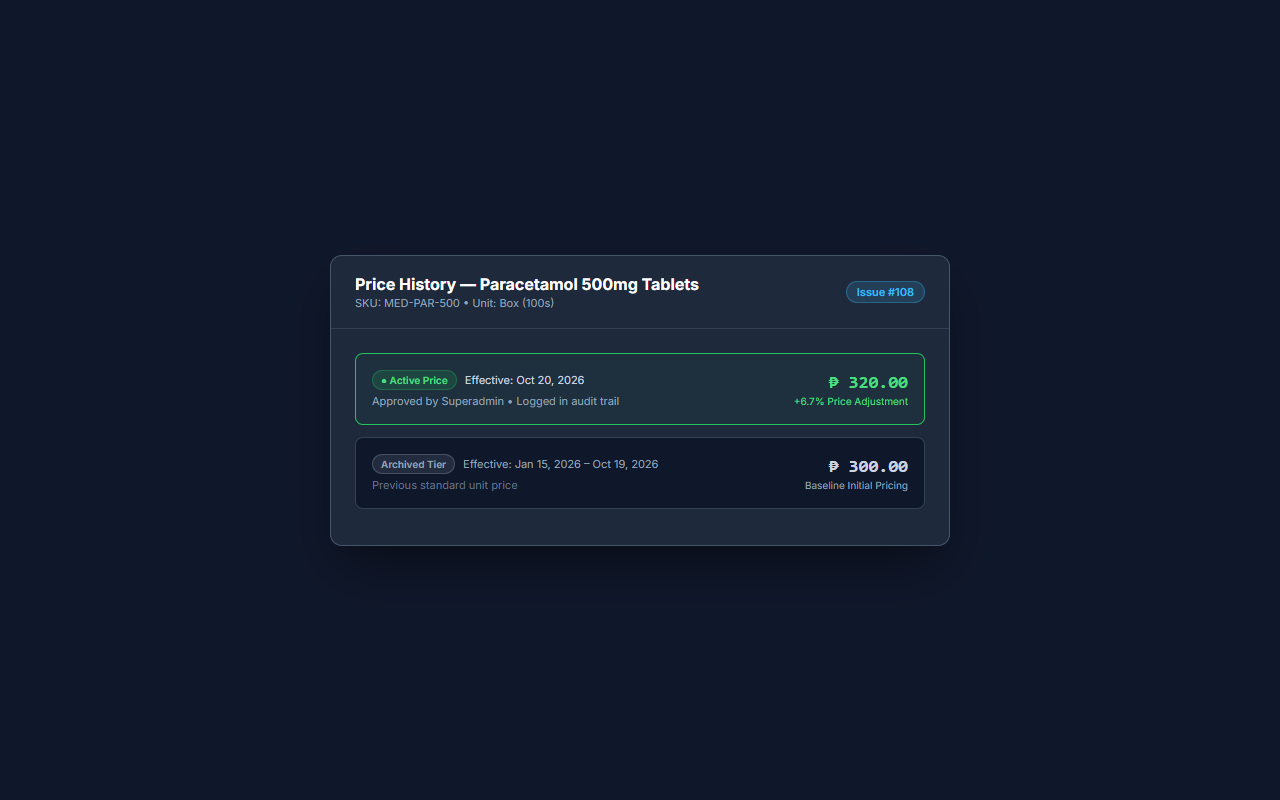 Price History — Paracetamol 500mg Tablets
SKU: MED-PAR-500 • Unit: Box (100s)
Issue #108
● Active Price Effective: Oct 20, 2026
Approved by Superadmin • Logged in audit trail
₱ 320.00
+6.7% Price Adjustment
Archived Tier Effective: Jan 15, 2026 – Oct 19, 2026
Previous standard unit price
₱ 300.00
Baseline Initial Pricing